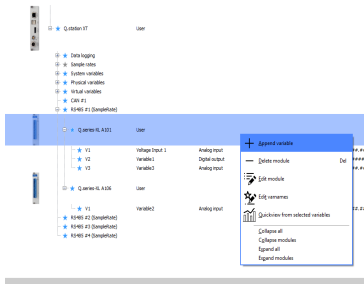 Q.station XT User
Data logging
Sample rates
System variables
Physical variables
Virtual variables
CAN #1
RS485 #1 (SampleRate)
Q.series-XL A101 User
V1 Voltage Input 1 Analog input
V2 Variable1 Digital output
V3 Variable3 Analog input
Q.series-XL A106 User
V1 Variable2 Analog input
RS485 #2 (SampleRate)
RS485 #3 (SampleRate)
RS485 #4 (SampleRate)
Append variable
Delete module Del
Edit module
Edit varnames
Quickview from selected variables
Collapse all
Collapse modules
Expand all
Expand modules